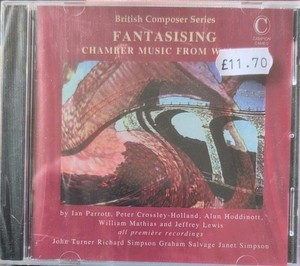 British Composer Series
FANTASISING
CHAMBER MUSIC FROM W
£11.70
C
by Ian Parrott, Peter Crossley-Holland, Alun Hoddinott,
William Mathias and Jeffrey Lewis
all première recordings
John Turner Richard Simpson Graham Salvage Janet Simpson